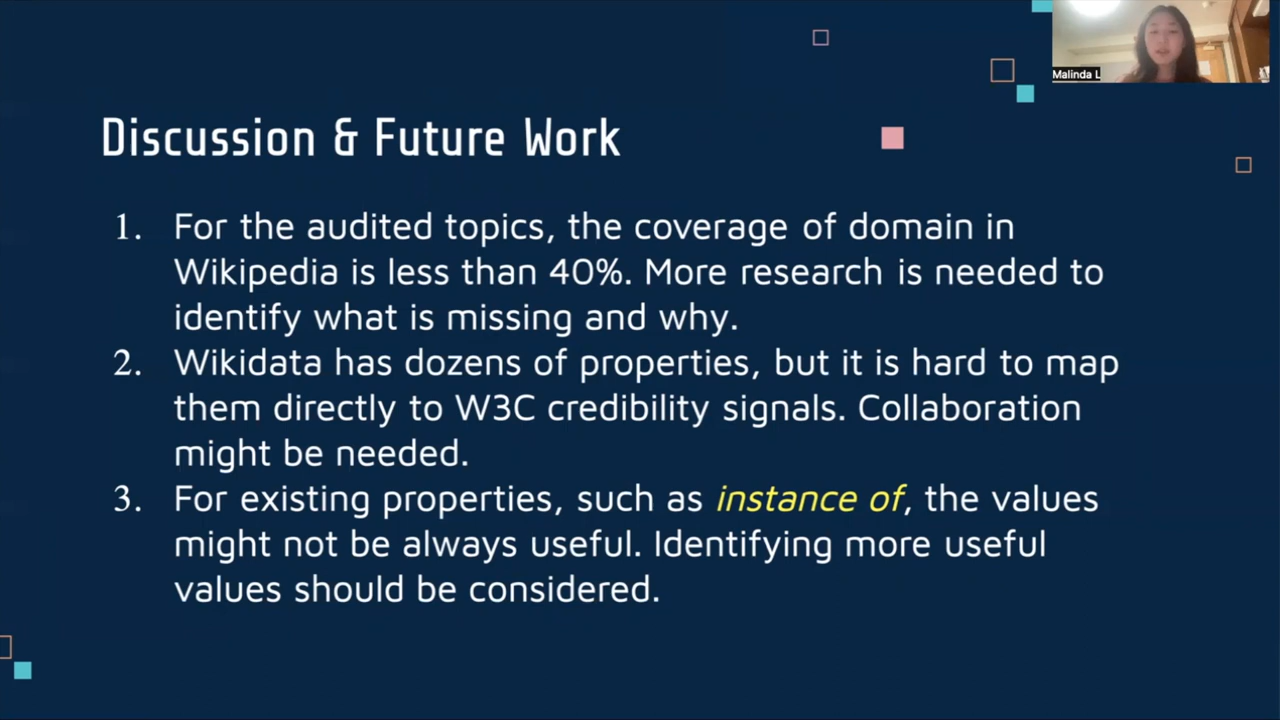 Malinda L
Discussion & Future Work
1. For the audited topics, the coverage of domain in
Wikipedia is less than 40%. More research is needed to
identify what is missing and why.
2. Wikidata has dozens of properties, but it is hard to map
them directly to W3C credibility signals. Collaboration
might be needed.
3. For existing properties, such as instance of, the values
might not be always useful. Identifying more useful
values should be considered.